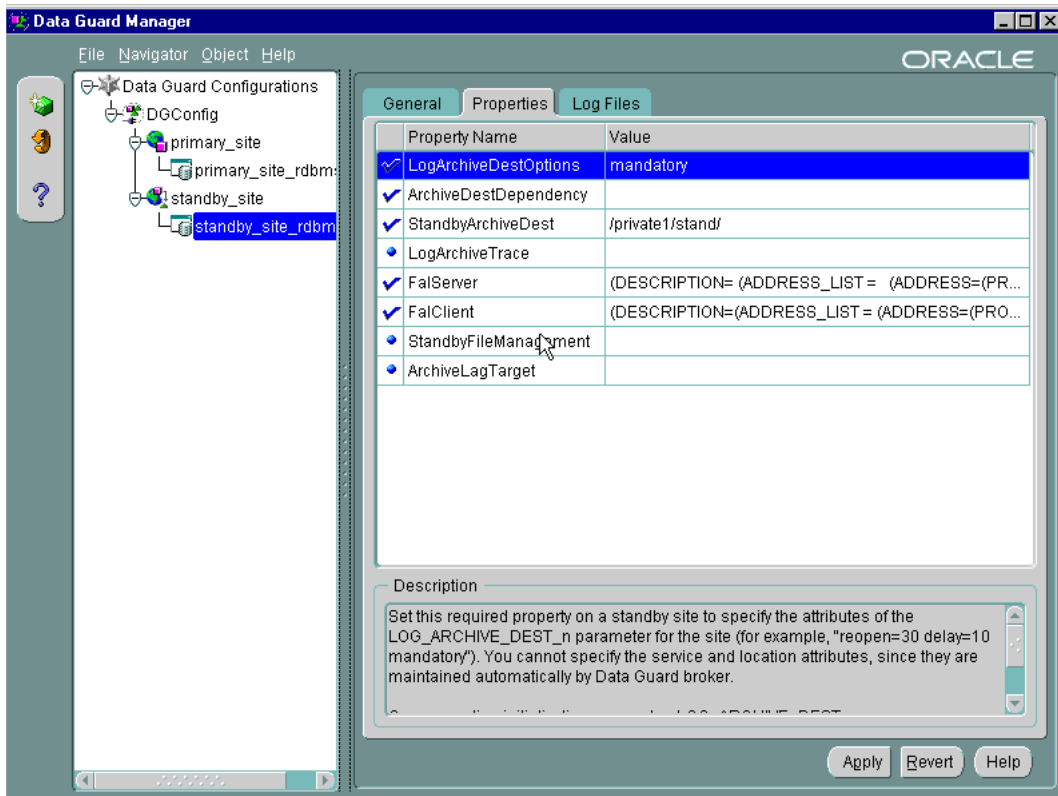 Data Guard Manager
File Navigator Object Help
ORACLE
Data Guard Configurations
DGConfig
primary_site
primary_site_rdbm
standby_site
standby_site_rdbm
General Properties Log Files
Property Name Value
LogArchiveDestOptions mandatory
ArchiveDestDependency
StandbyArchiveDest /private1/stand/
LogArchiveTrace
FalServer (DESCRIPTION= (ADDRESS_LIST = (ADDRESS=(PR...
FalClient (DESCRIPTION=(ADDRESS_LIST = (ADDRESS=(PRO...
StandbyFileManagement
ArchiveLagTarget
Description
Set this required property on a standby site to specify the attributes of the
LOG_ARCHIVE_DEST_n parameter for the site (for example, "reopen=30 delay=10
mandatory"). You cannot specify the service and location attributes, since they are
maintained automatically by Data Guard broker.
Apply Revert Help